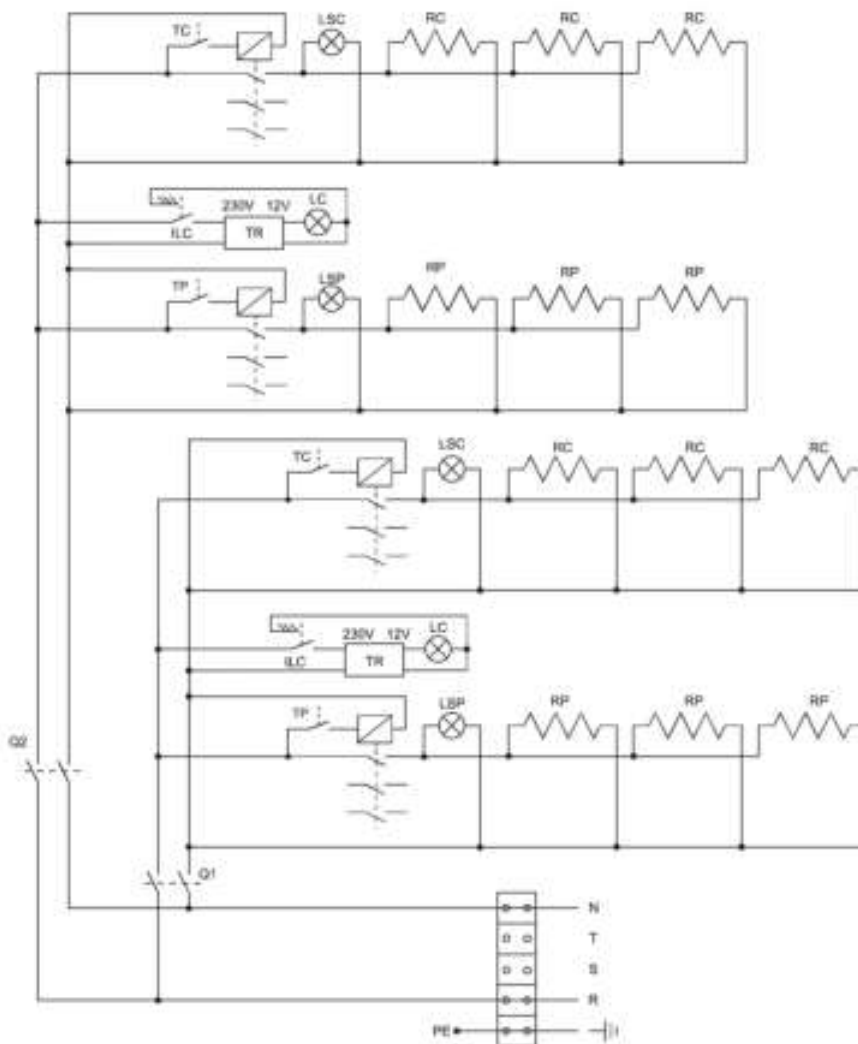 TC LSC RC RC RC
230V 12V LC
ILC TR
TP LSP RP RP RP
TC LSC RC RC RC
230V 12V LC
ILC TR
TP LSP RP RP RP
Q2
Q1
N
T
S
R
PE